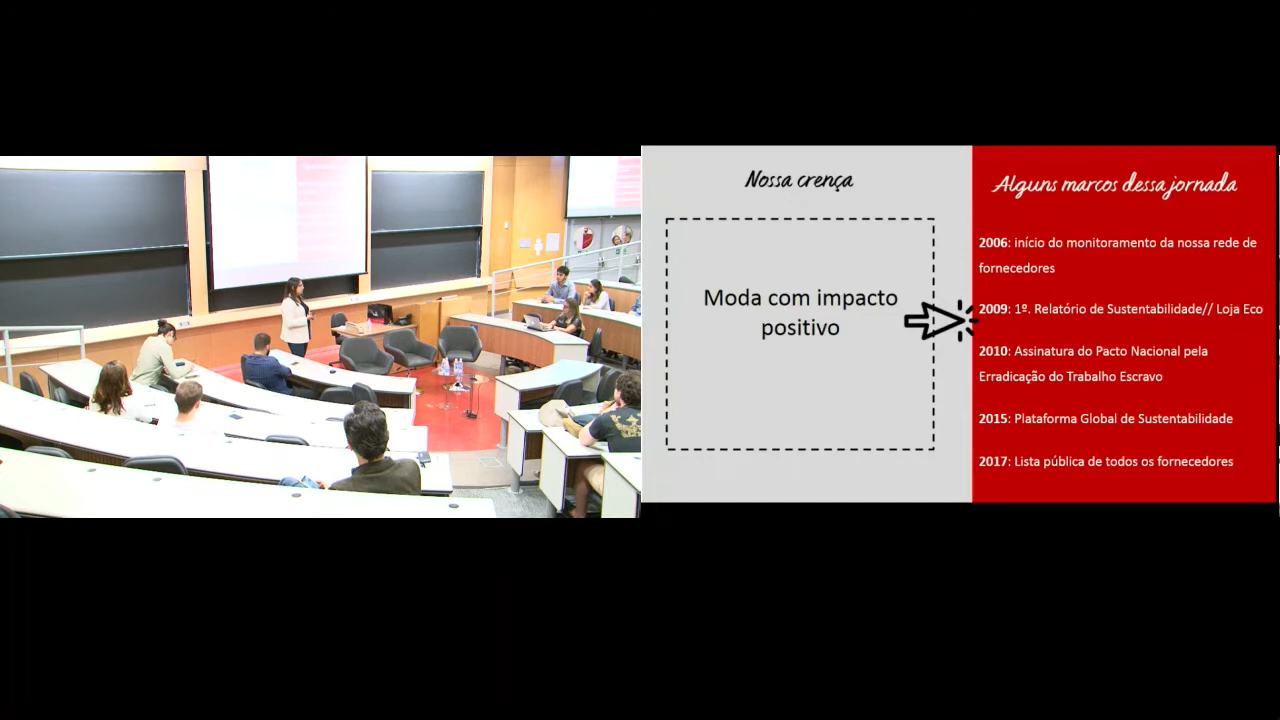 Nossa crença
Moda com impacto
positivo
Alguns marcos dessa jornada
2006: início do monitoramento da nossa rede de
fornecedores
2009: 1º. Relatório de Sustentabilidade// Loja Eco
2010: Assinatura do Pacto Nacional pela
Erradicação do Trabalho Escravo
2015: Plataforma Global de Sustentabilidade
2017: Lista pública de todos os fornecedores